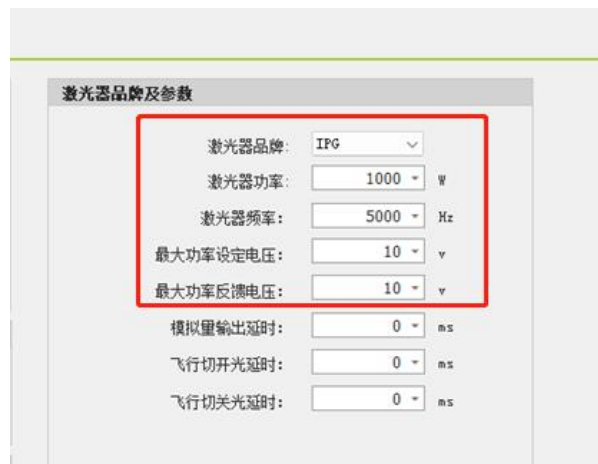 激光器品牌及参数
激光器品牌: IPG
激光器功率: 1000 W
激光器频率: 5000 Hz
最大功率设定电压: 10 v
最大功率反馈电压: 10 v
模拟量输出延时: 0 ms
飞行切开光延时: 0 ms
飞行切关光延时: 0 ms